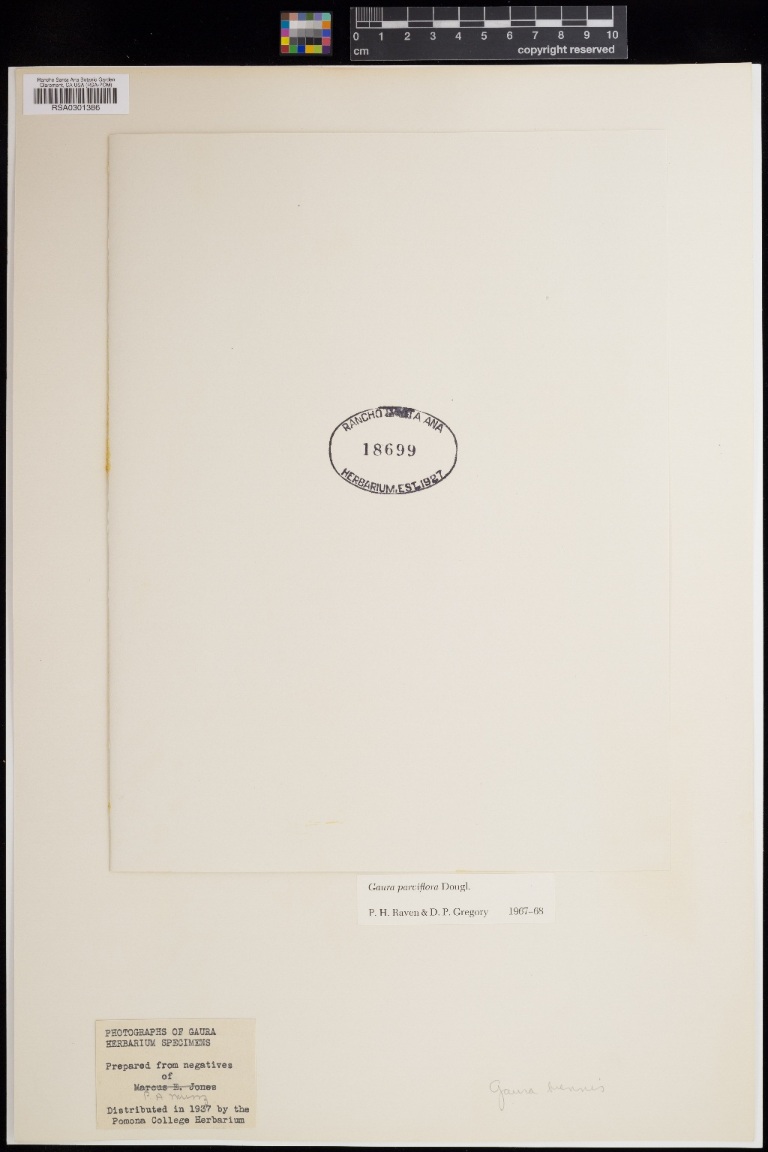 0 1 2 3 4 5 6 7 8 9 10
cm
copyright reserved
Rancho Santa Ana Botanic Garden
Claremont, CA USA (RSA-POM)
RSA0301386
RANCHO SANTA ANA
18699
HERBARIUM, EST. 1927
Gaura parviflora Dougl.
P. H. Raven & D. P. Gregory 1967–68
PHOTOGRAPHS OF GAURA
HERBARIUM SPECIMENS
Prepared from negatives
of
Marcus E. Jones
P. A. Munz
Distributed in 1937 by the
Pomona College Herbarium
Gaura biennis